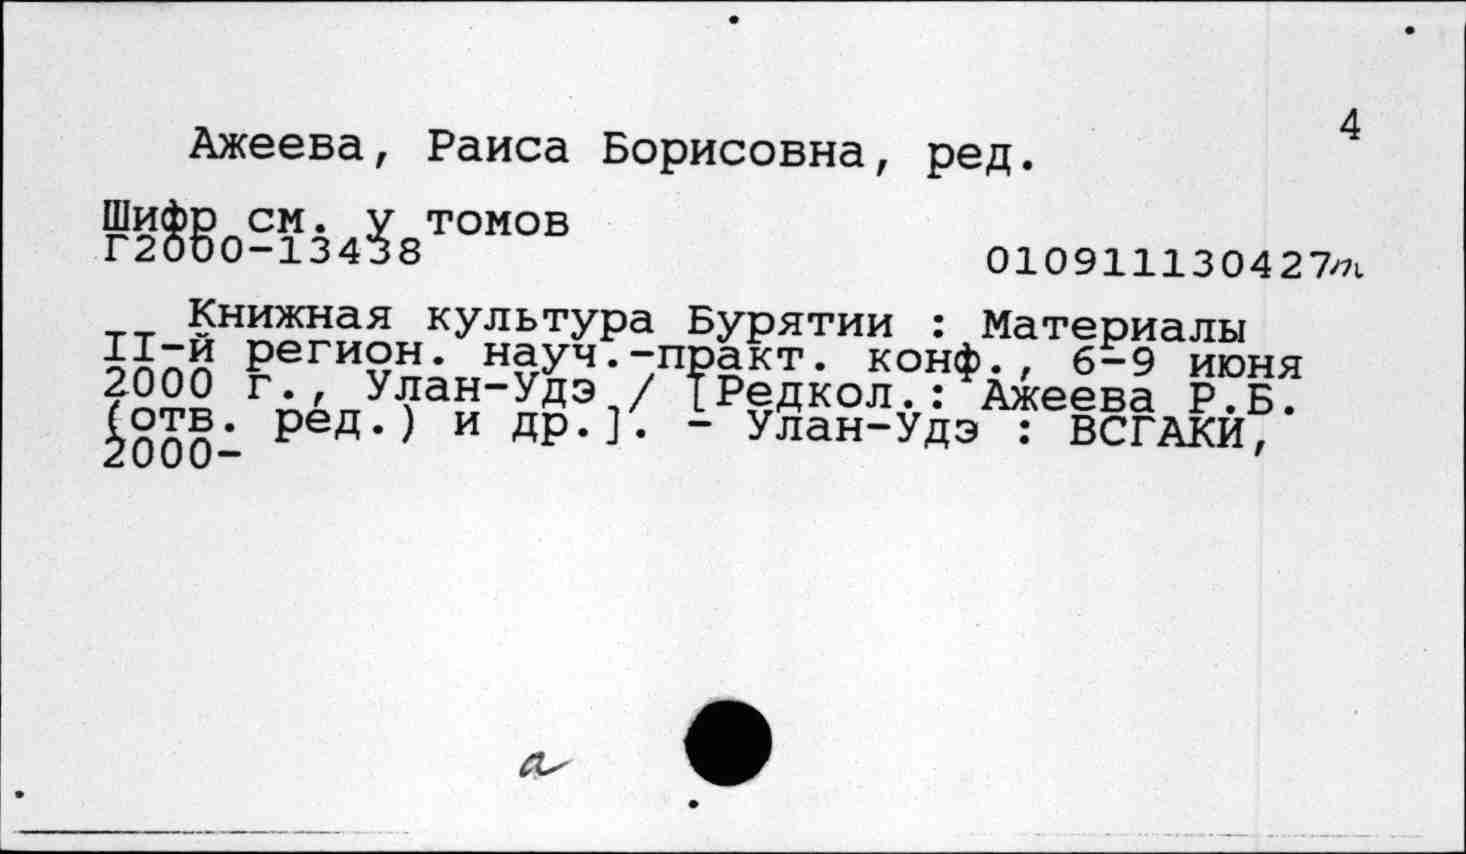 4
Ажеева, Раиса Борисовна, ред.
Шифр см. у томов
Г2000-13438
010911130427
Книжная культура Бурятии : Материалы
II-й регион. науч.-практ. конф., 6-9 июня
2000 г., Улан-Удэ / [Редкол.: Ажеева Р.Б.
(отв. ред.) и др.]. - Улан-Удэ : ВСГАКИ,
2000-
а